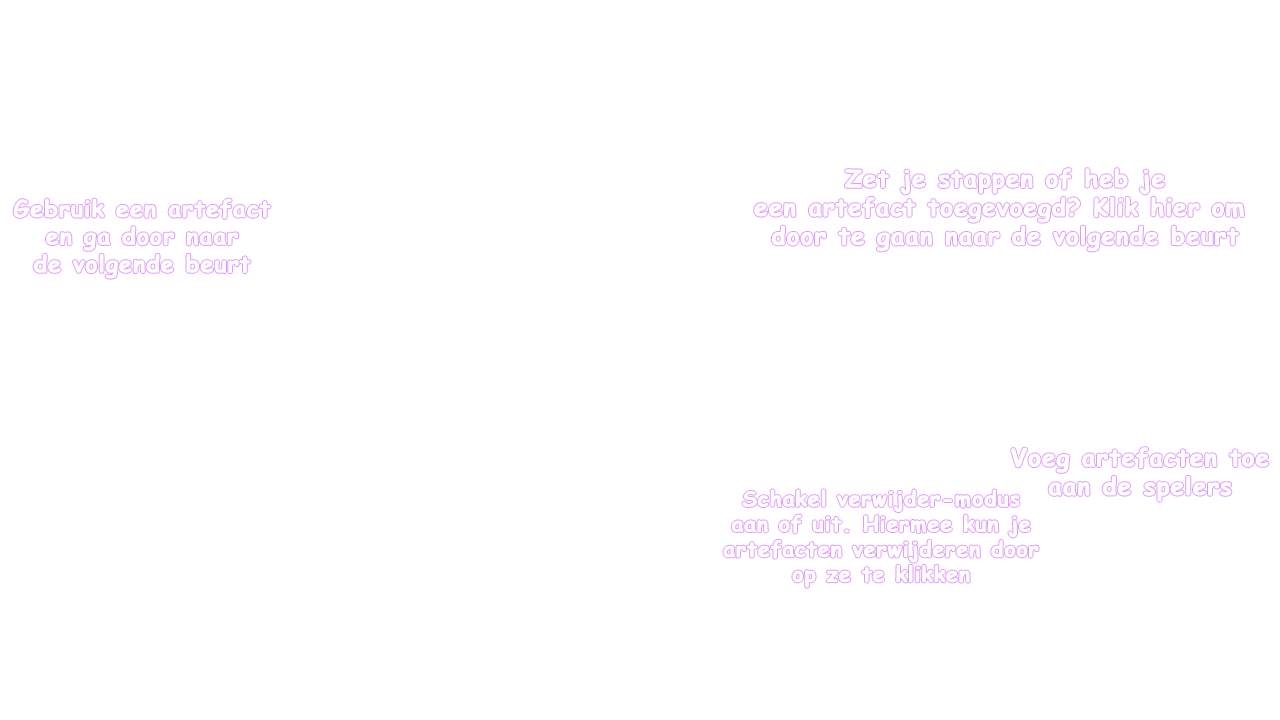 Gebruik een artefact
en ga door naar
de volgende beurt
Zet je stappen of heb je
een artefact toegevoegd? Klik hier om
door te gaan naar de volgende beurt
Voeg artefacten toe
aan de spelers
Schakel verwijder-modus
aan of uit. Hiermee kun je
artefacten verwijderen door
op ze te klikken